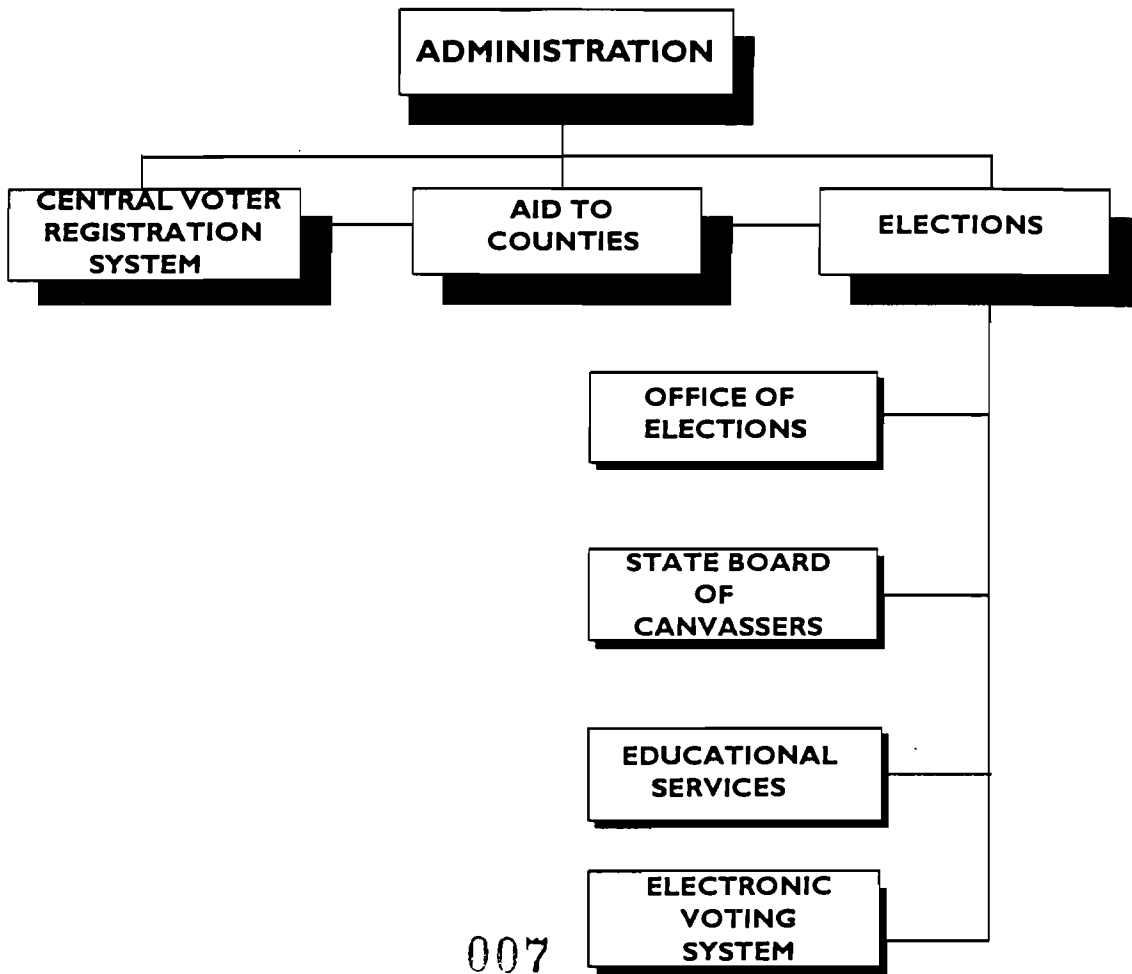 ADMINISTRATION
CENTRAL VOTER
REGISTRATION
SYSTEM
AID TO
COUNTIES
ELECTIONS
OFFICE OF
ELECTIONS
STATE BOARD
OF
CANVASSERS
EDUCATIONAL
SERVICES
ELECTRONIC
VOTING
SYSTEM
007